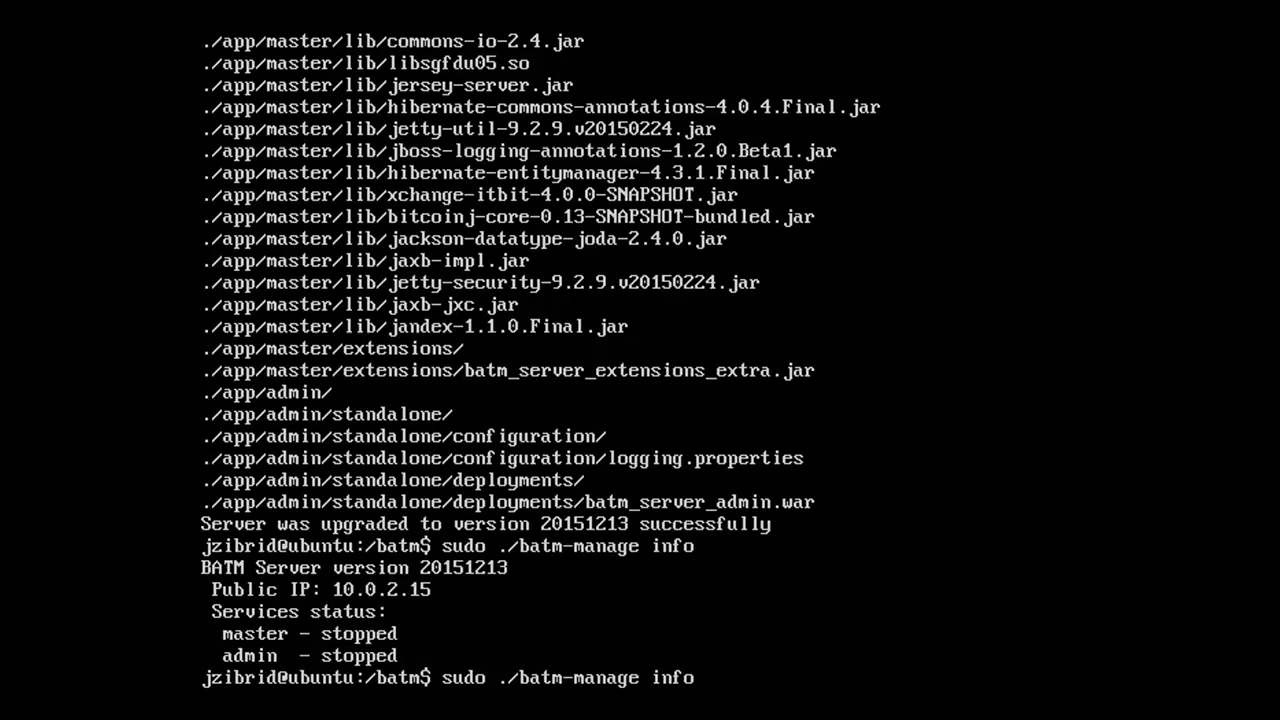 ./app/master/lib/commons-io-2.4.jar
./app/master/lib/libsgfdu05.so
./app/master/lib/jersey-server.jar
./app/master/lib/hibernate-commons-annotations-4.0.4.Final.jar
./app/master/lib/jetty-util-9.2.9.v20150224.jar
./app/master/lib/jboss-logging-annotations-1.2.0.Beta1.jar
./app/master/lib/hibernate-entitymanager-4.3.1.Final.jar
./app/master/lib/xchange-itbit-4.0.0-SNAPSHOT.jar
./app/master/lib/bitcoinj-core-0.13-SNAPSHOT-bundled.jar
./app/master/lib/jackson-datatype-joda-2.4.0.jar
./app/master/lib/jaxb-impl.jar
./app/master/lib/jetty-security-9.2.9.v20150224.jar
./app/master/lib/jaxb-jxc.jar
./app/master/lib/jandex-1.1.0.Final.jar
./app/master/extensions/
./app/master/extensions/batm_server_extensions_extra.jar
./app/admin/
./app/admin/standalone/
./app/admin/standalone/configuration/
./app/admin/standalone/configuration/logging.properties
./app/admin/standalone/deployments/
./app/admin/standalone/deployments/batm_server_admin.war
Server was upgraded to version 20151213 successfully
jzibrid@ubuntu:/batm$ sudo ./batm-manage info
BATM Server version 20151213
Public IP: 10.0.2.15
Services status:
master - stopped
admin  - stopped
jzibrid@ubuntu:/batm$ sudo ./batm-manage info